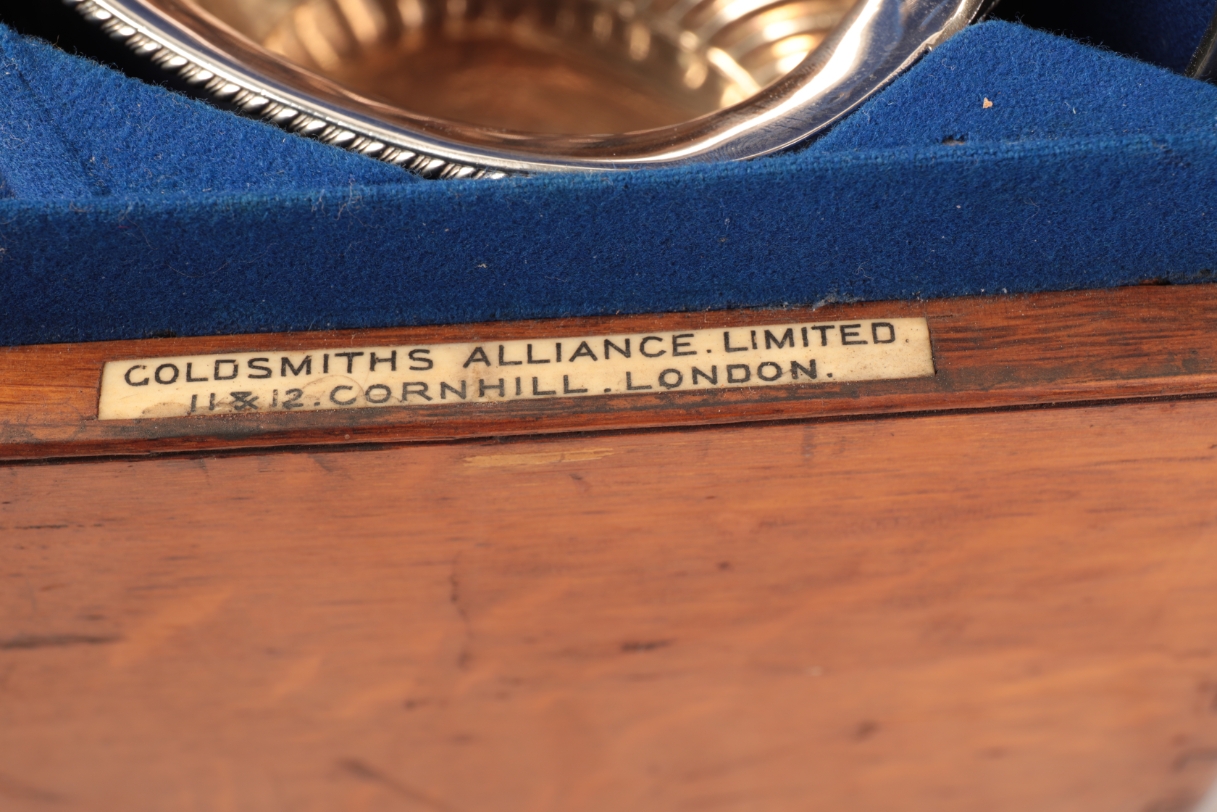 GOLDSMITHS ALLIANCE. LIMITED.
11 & 12. CORNHILL. LONDON.